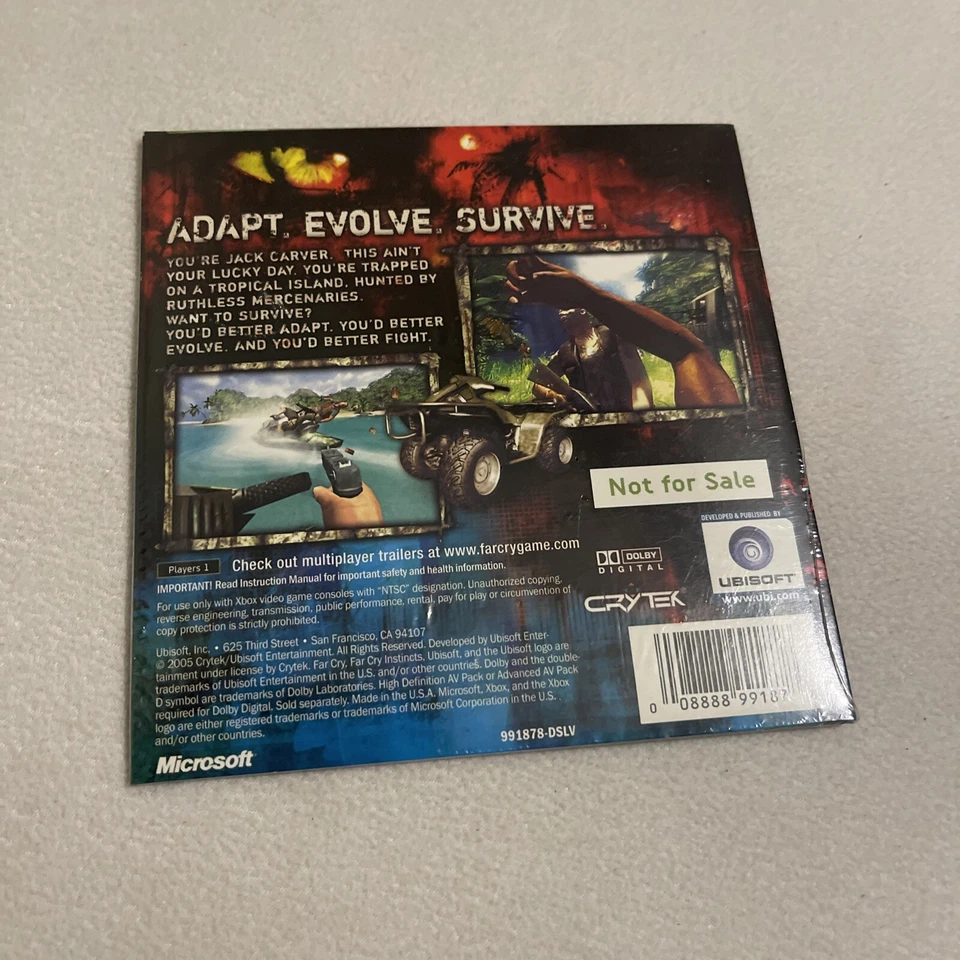 ADAPT. EVOLVE. SURVIVE.
YOU'RE JACK CARVER. THIS AIN'T
YOUR LUCKY DAY. YOU'RE TRAPPED
ON A TROPICAL ISLAND, HUNTED BY
RUTHLESS MERCENARIES.
WANT TO SURVIVE?
YOU'D BETTER ADAPT. YOU'D BETTER
EVOLVE. AND YOU'D BETTER FIGHT.
Not for Sale
Players 1
Check out multiplayer trailers at www.farcrygame.com
IMPORTANT! Read Instruction Manual for important safety and health information.
For use only with Xbox video game consoles with "NTSC" designation. Unauthorized copying,
reverse engineering, transmission, public performance, rental, pay for play or circumvention of
copy protection is strictly prohibited.
Ubisoft, Inc. • 625 Third Street • San Francisco, CA 94107
© 2005 Crytek/Ubisoft Entertainment. All Rights Reserved. Developed by Ubisoft Enter-
tainment under license by Crytek. Far Cry, Far Cry Instincts, Ubisoft, and the Ubisoft logo are
trademarks of Ubisoft Entertainment in the U.S. and/or other countries. Dolby and the double-
D symbol are trademarks of Dolby Laboratories. High Definition AV Pack or Advanced AV Pack
required for Dolby Digital. Sold separately. Made in the U.S.A. Microsoft, Xbox, and the Xbox
logo are either registered trademarks or trademarks of Microsoft Corporation in the U.S.
and/or other countries.
Microsoft
991878-DSLV
DOLBY
DIGITAL
CRYTEK
DEVELOPED & PUBLISHED BY
UBISOFT
www.ubi.com
0 08888 99187